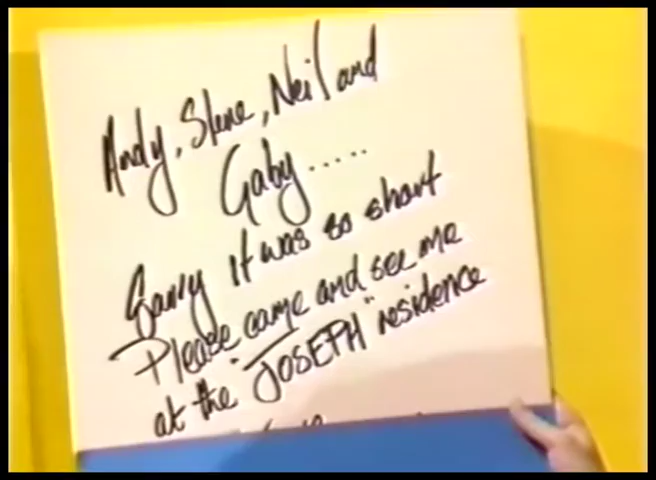 Andy, Steve, Neil and
Gaby.....
Sorry it was so short
Please come and see me
at the "JOSEPH" residence